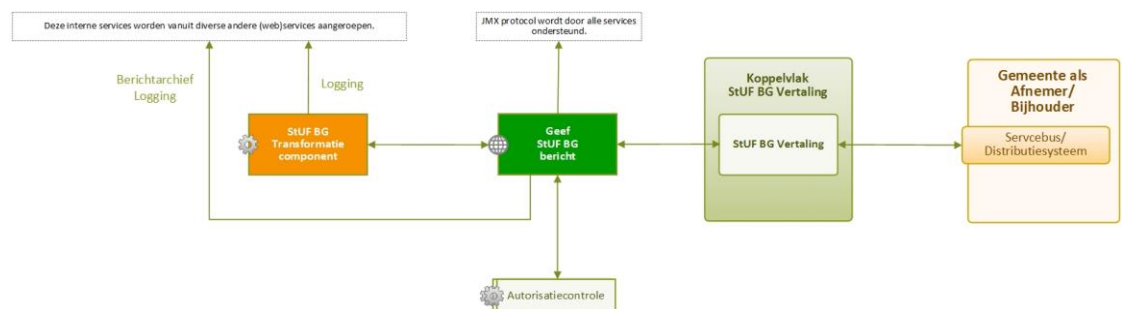 Deze interne services worden vanuit diverse andere (web)services aangeroepen.
JMX protocol wordt door alle services
ondersteund.
Berichtarchief
Logging
Logging
Koppelvlak
StUF BG Vertaling
Gemeente als
Afnemer/
Bijhouder
StUF BG
Transformatie
component
Geef
StUF BG
bericht
StUF BG Vertaling
Servcebus/
Distributiesysteem
Autorisatiecontrole